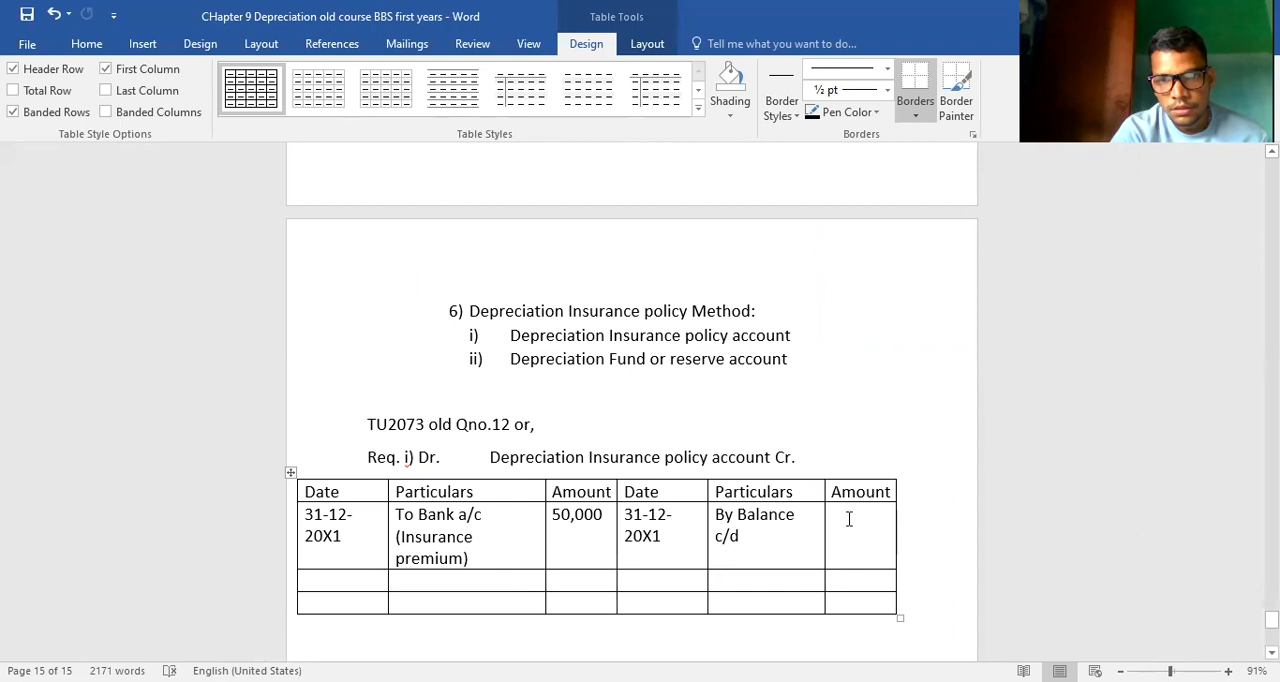 CHapter 9 Depreciation old course BBS first years - Word
Table Tools
File Home Insert Design Layout References Mailings Review View Design Layout Tell me what you want to do...
Header Row First Column
Total Row Last Column
Banded Rows Banded Columns
Table Style Options
Table Styles
Shading
Border Styles
½ pt
Pen Color
Borders
Border Painter
Borders
6) Depreciation Insurance policy Method:
i) Depreciation Insurance policy account
ii) Depreciation Fund or reserve account
TU2073 old Qno.12 or,
Req. i) Dr. Depreciation Insurance policy account Cr.
Date Particulars Amount Date Particulars Amount
31-12- To Bank a/c 50,000 31-12- By Balance
20X1 (Insurance 20X1 c/d
premium)
Page 15 of 15 2171 words English (United States) 91%